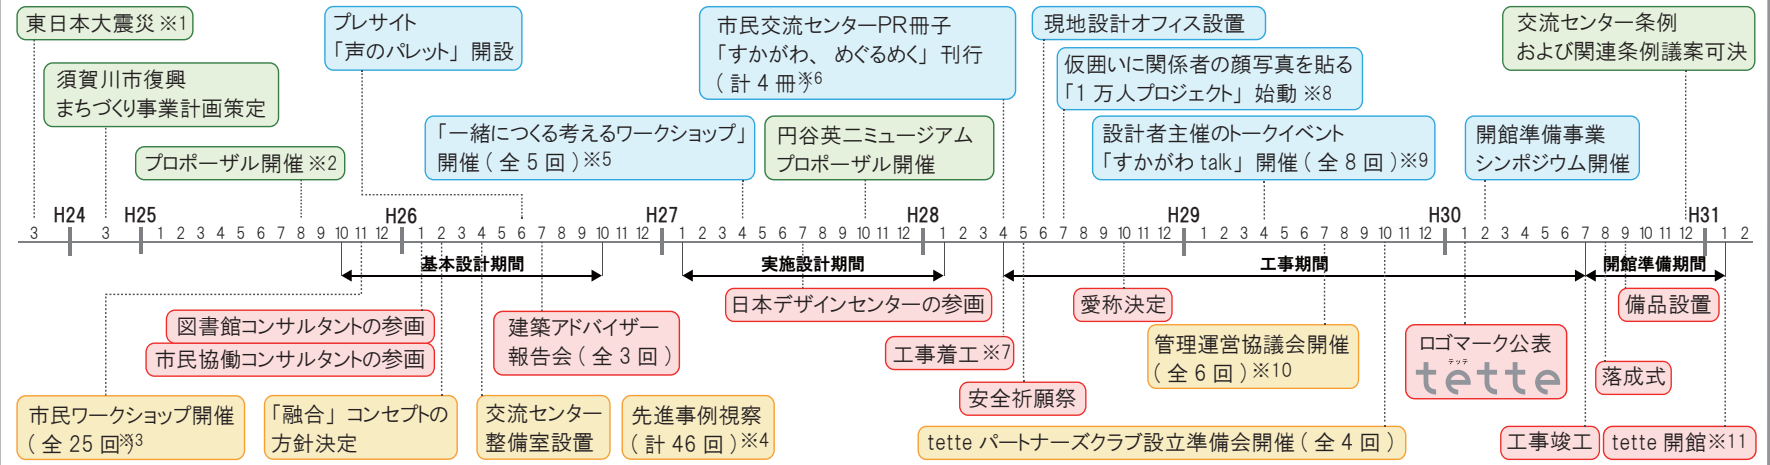 東日本大震災※1
須賀川市復興
まちづくり事業計画策定
プロポーザル開催※2
プレサイト
「声のパレット」開設
「一緒につくる考えるワークショップ」
開催(全5回)※5
市民交流センターPR冊子
「すかがわ、めぐるめく」刊行
(計4冊)※6
円谷英二ミュージアム
プロポーザル開催
現地設計オフィス設置
仮囲いに関係者の顔写真を貼る
「1万人プロジェクト」始動※8
設計者主催のトークイベント
「すかがわtalk」開催(全8回)※9
開館準備事業
シンポジウム開催
交流センター条例
および関連条例議案可決
H24 H25 H26 H27 H28 H29 H30 H31
3 3 1 2 3 4 5 6 7 8 9 10 11 12 1 2 3 4 5 6 7 8 9 10 11 12 1 2 3 4 5 6 7 8 9 10 11 12 1 2 3 4 5 6 7 8 9 10 11 12 1 2 3 4 5 6 7 8 9 10 11 12 1 2 3 4 5 6 7 8 9 10 11 12 1 2
基本設計期間 実施設計期間 工事期間 開館準備期間
図書館コンサルタントの参画
市民協働コンサルタントの参画
市民ワークショップ開催
(全25回)※3
「融合」コンセプトの
方針決定
交流センター
整備室設置
建築アドバイザー
報告会(全3回)
先進事例視察
(計46回)※4
日本デザインセンターの参画
工事着工※7
安全祈願祭
愛称決定
管理運営協議会開催
(全6回)※10
tetteパートナーズクラブ設立準備会開催(全4回)
ロゴマーク公表
テッテ
tette
工事竣工
落成式
備品設置
tette開館※11